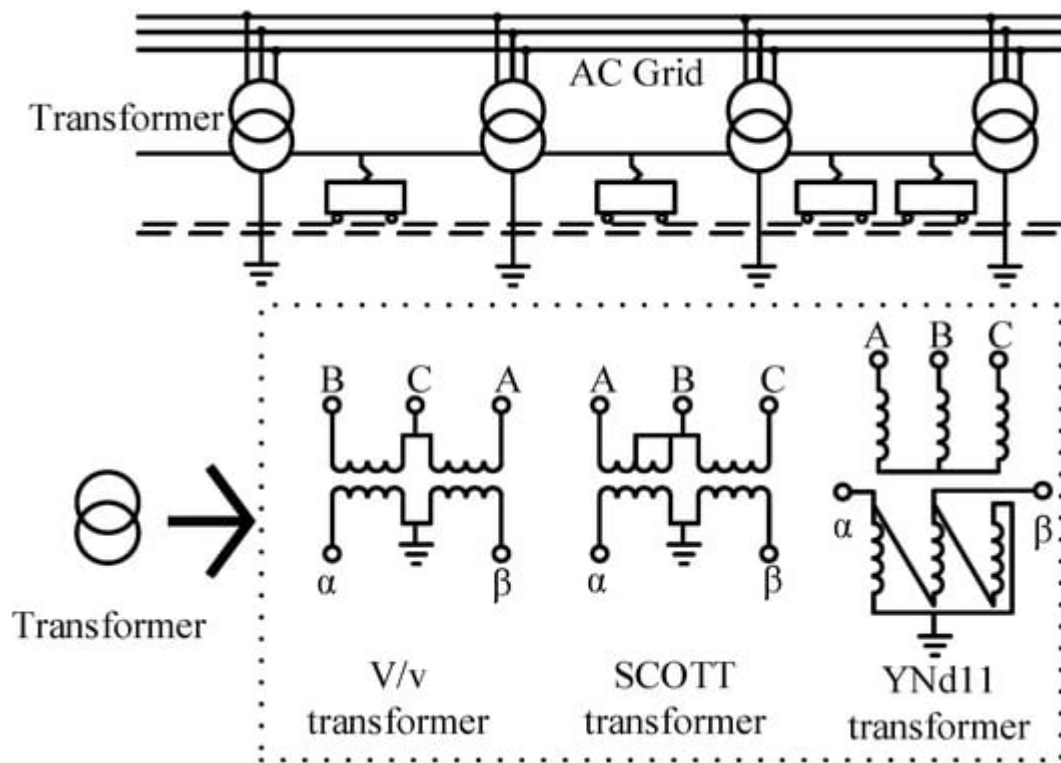 AC Grid
Transformer
A B C
B C A
A B C
α β
α β
α β
Transformer
V/v
transformer
SCOTT
transformer
YNd11
transformer